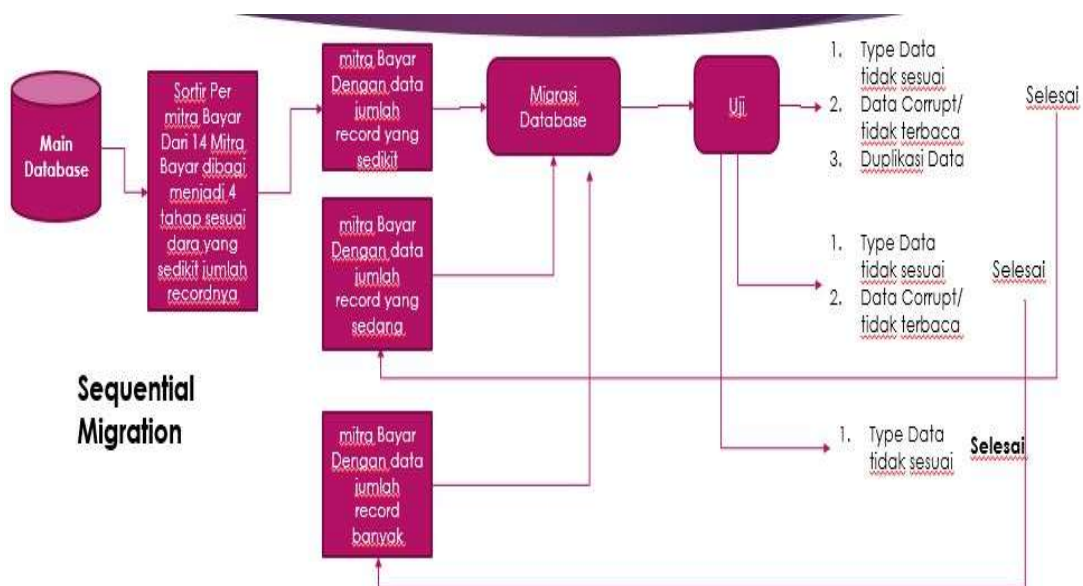 Main
Database
Sortir Per
mitra Bayar
Dari 14 Mitra
Bayar dibagi
menjadi 4
tahap sesuai
dara yang
sedikit jumlah
recordnya
mitra Bayar
Dengan data
jumlah
record yang
sedikit
Migrasi
Database
Uji
1. Type Data
tidak sesuai
2. Data Corrupt/
tidak terbaca
3. Duplikasi Data
Selesai
mitra Bayar
Dengan data
jumlah
record yang
sedang
1. Type Data
tidak sesuai
2. Data Corrupt/
tidak terbaca
Selesai
Sequential
Migration
mitra Bayar
Dengan data
jumlah
record
banyak
1. Type Data
tidak sesuai
Selesai